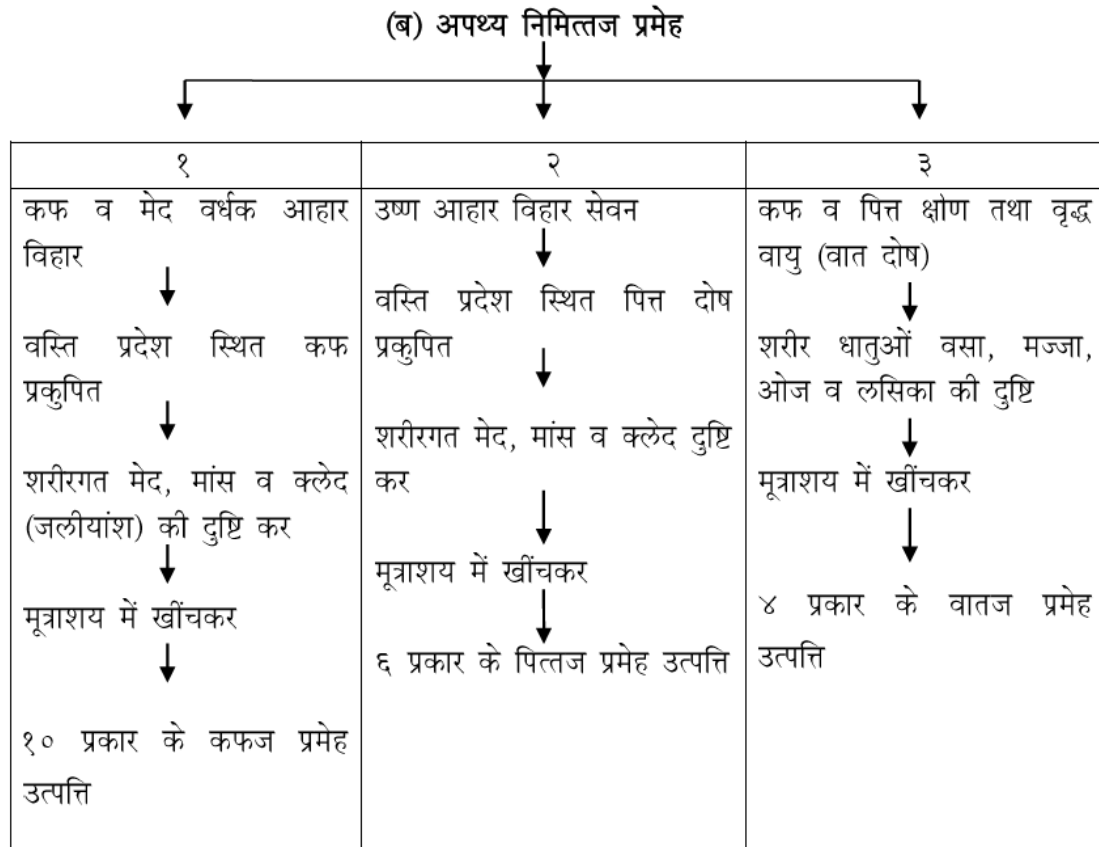 (ब) अपथ्य निमित्तज प्रमेह
१
कफ व मेद वर्धक आहार
विहार
वस्ति प्रदेश स्थित कफ
प्रकुपित
शरीरगत मेद, मांस व क्लेद
(जलीयांश) की दुष्टि कर
मूत्राशय में खींचकर
१० प्रकार के कफज प्रमेह
उत्पत्ति
२
उष्ण आहार विहार सेवन
वस्ति प्रदेश स्थित पित्त दोष
प्रकुपित
शरीरगत मेद, मांस व क्लेद दुष्टि
कर
मूत्राशय में खींचकर
६ प्रकार के पित्तज प्रमेह उत्पत्ति
३
कफ व पित्त क्षीण तथा वृद्ध
वायु (वात दोष)
शरीर धातुओं वसा, मज्जा,
ओज व लसिका की दुष्टि
मूत्राशय में खींचकर
४ प्रकार के वातज प्रमेह
उत्पत्ति